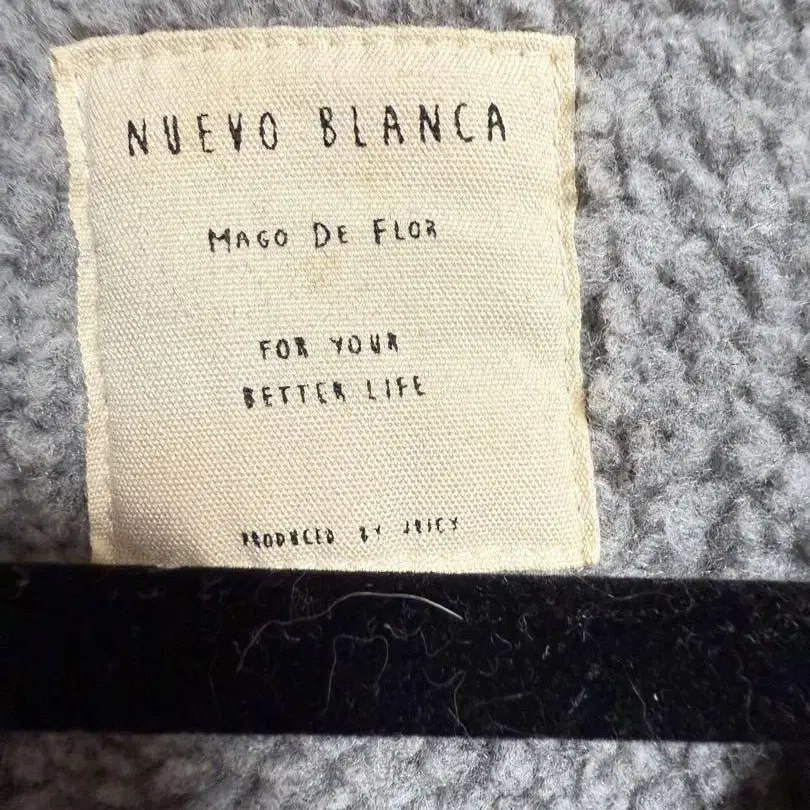 NUEVO BLANCA
MAGO DE FLOR
FOR YOUR
BETTER LIFE
PRODUCED BY JUICY